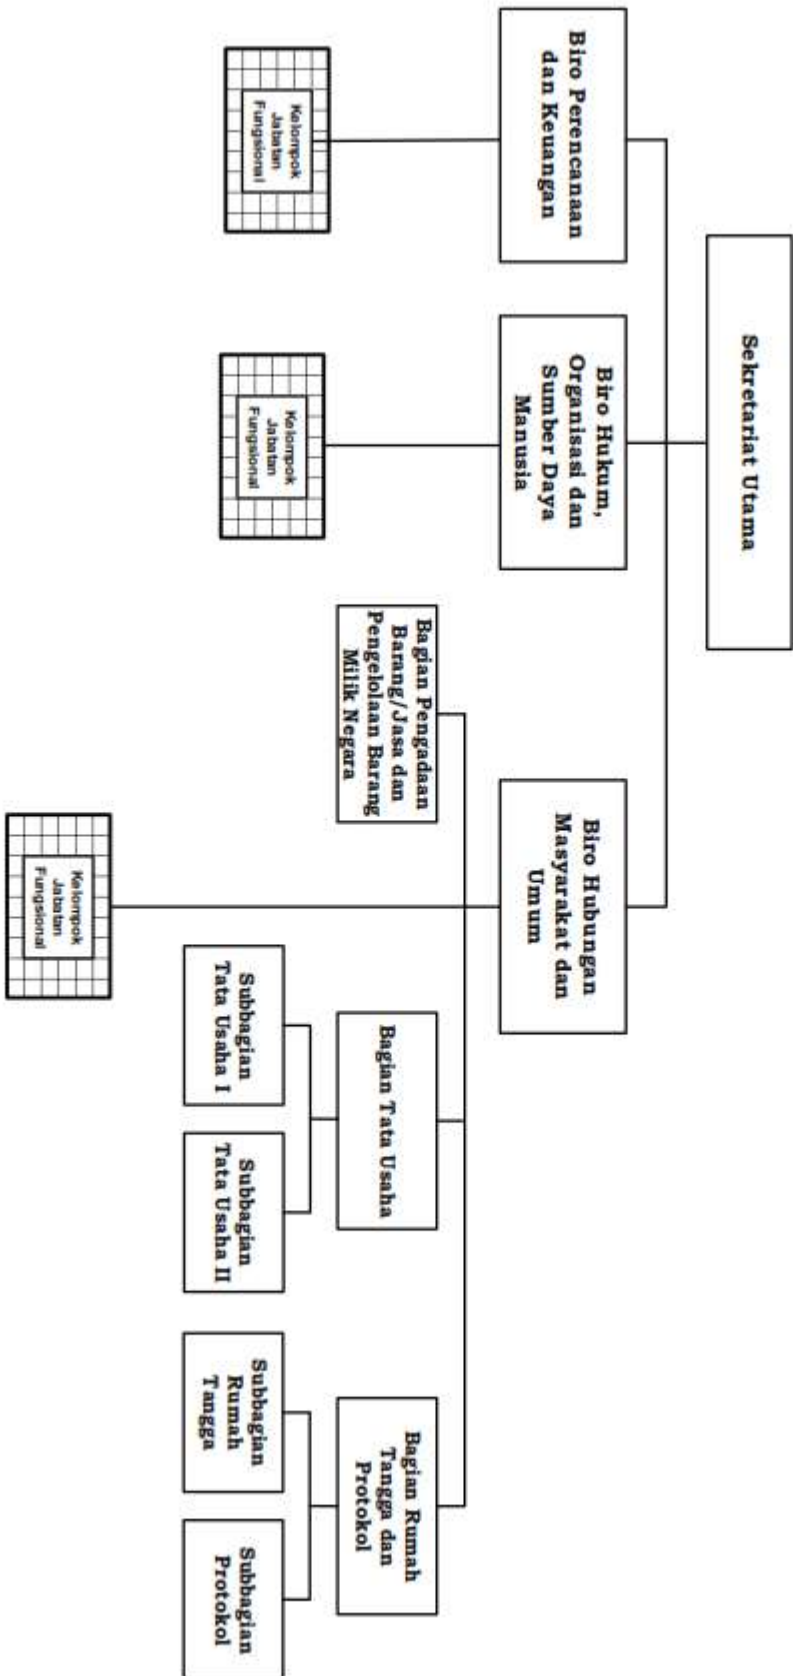 Sekretariat Utama
Biro Perencanaan
dan Keuangan
Biro Hukum,
Organisasi dan
Sumber Daya
Manusia
Biro Hubungan
Masyarakat dan
Umum
Kelompok
Jabatan
Fungsional
Kelompok
Jabatan
Fungsional
Bagian Pengadaan
Barang/Jasa dan
Pengelolaan Barang
Milik Negara
Bagian Tata Usaha
Bagian Rumah
Tangga dan
Protokol
Subbagian
Tata Usaha I
Subbagian
Tata Usaha II
Subbagian
Rumah
Tangga
Subbagian
Protokol
Kelompok
Jabatan
Fungsional